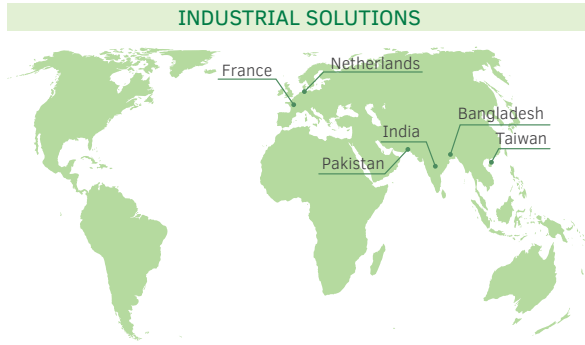 INDUSTRIAL SOLUTIONS
France
Netherlands
Bangladesh
India
Taiwan
Pakistan